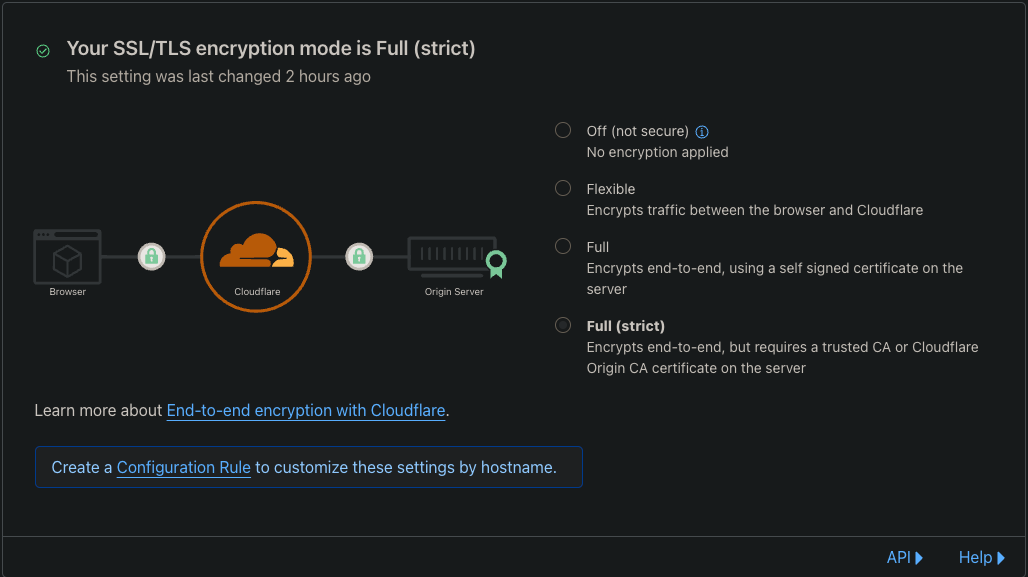 Your SSL/TLS encryption mode is Full (strict)
This setting was last changed 2 hours ago
Browser
Cloudflare
Origin Server
Off (not secure)
No encryption applied
Flexible
Encrypts traffic between the browser and Cloudflare
Full
Encrypts end-to-end, using a self signed certificate on the
server
Full (strict)
Encrypts end-to-end, but requires a trusted CA or Cloudflare
Origin CA certificate on the server
Learn more about End-to-end encryption with Cloudflare.
Create a Configuration Rule to customize these settings by hostname.
API
Help